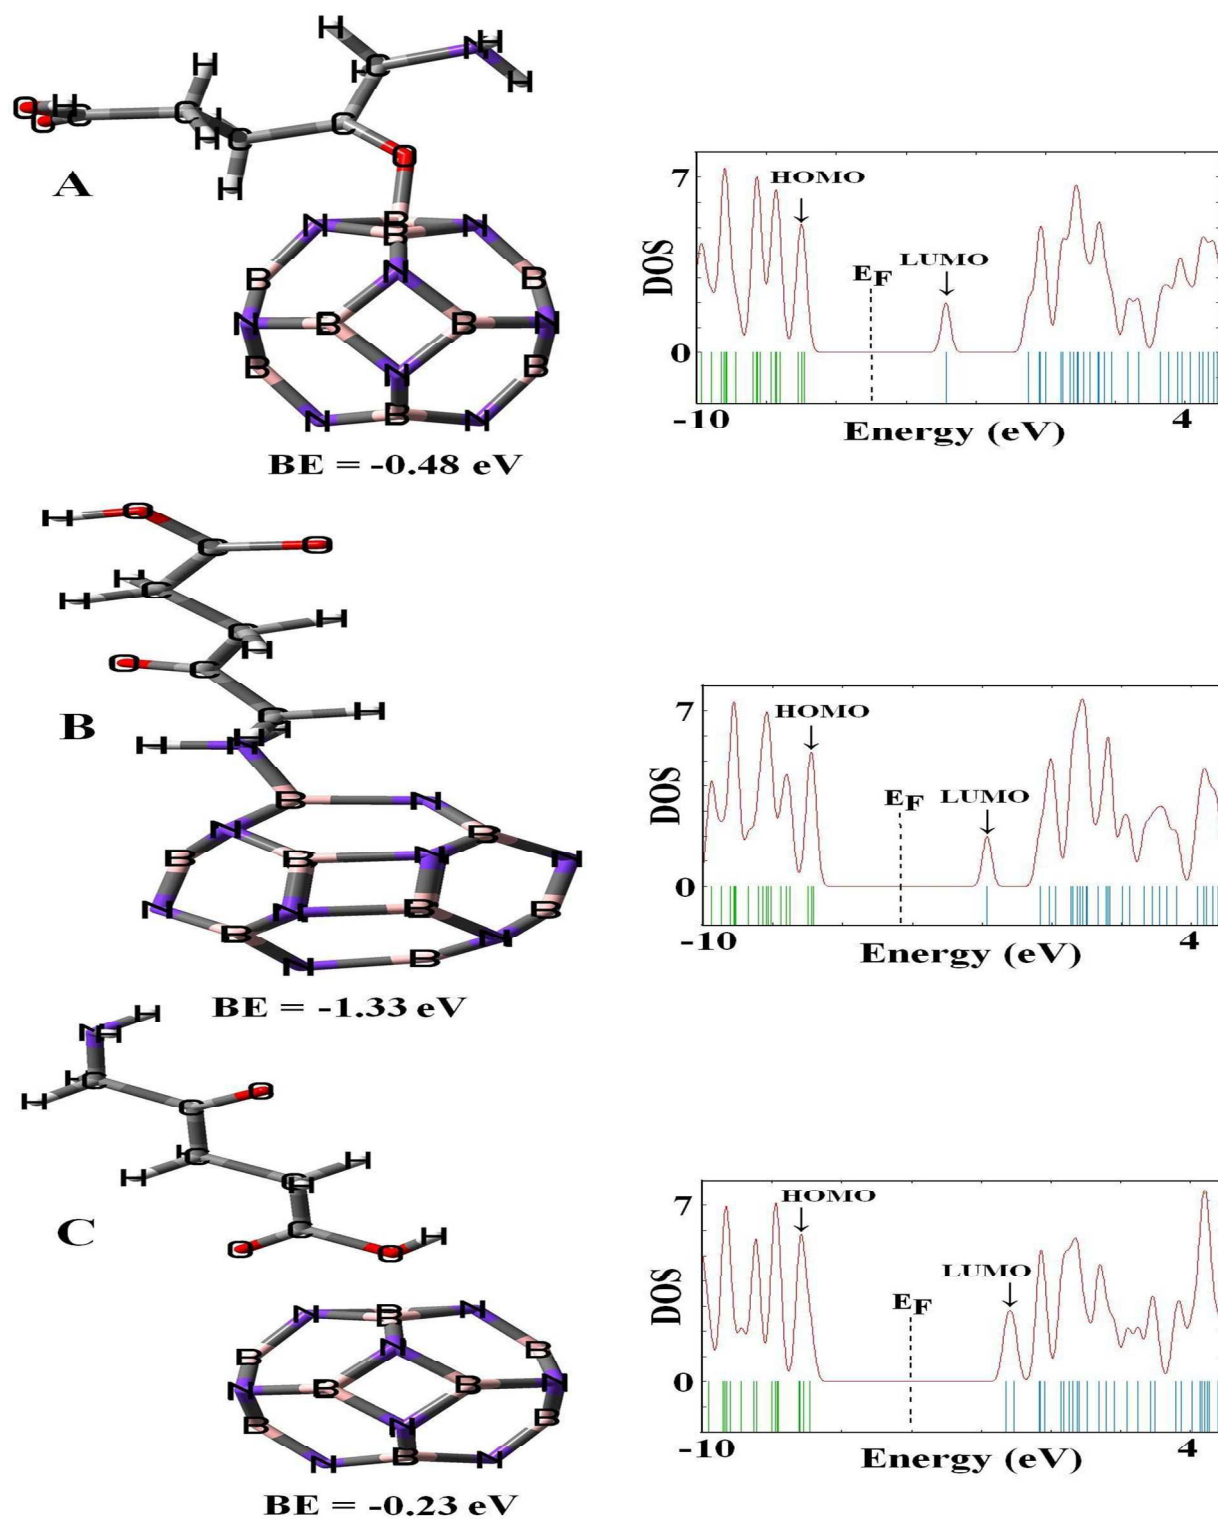 H
N H
H
H C
H
O H C
O
C H
C
H C
O
H
A
N B N
B
B N B
N B B N
B N B
N B N
BE = -0.48 eV
DOS
7
0
HOMO
EF
LUMO
-10
4
Energy (eV)
H O
C O
H C
H
C H
H
O C
C H
B
H N H H H
B N
N B
B B N N
N N B B
B N
N B
BE = -1.33 eV
DOS
7
0
HOMO
EF
LUMO
-10
4
Energy (eV)
H
N H
H C
H
C O
C H
H
C H
H
C
O O H
C
N B N
B N B
N B B N
B N B
N B N
BE = -0.23 eV
DOS
7
0
HOMO
EF
LUMO
-10
4
Energy (eV)